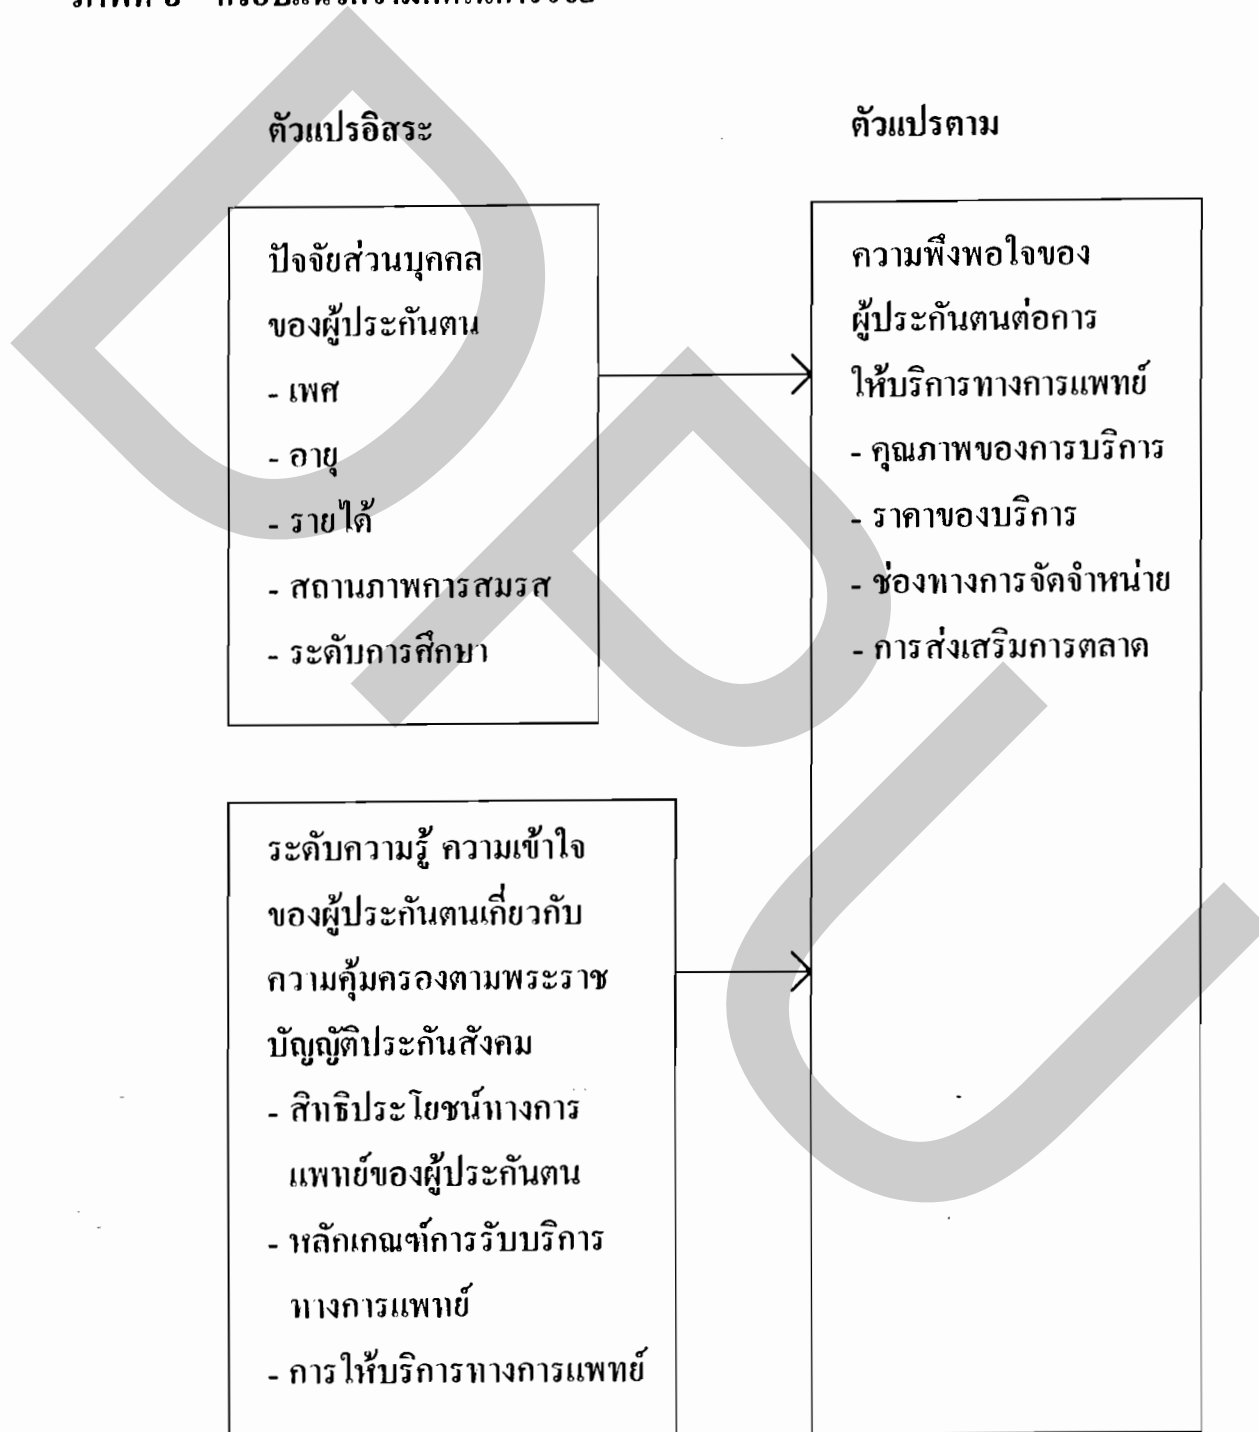 ตัวแปรอิสระ
ปัจจัยส่วนบุคคล
ของผู้ประกันตน
- เพศ
- อายุ
- รายได้
- สถานภาพการสมรส
- ระดับการศึกษา
ระดับความรู้ ความเข้าใจ
ของผู้ประกันตนเกี่ยวกับ
ความคุ้มครองตามพระราช
บัญญัติประกันสังคม
- สิทธิประโยชน์ทางการ
แพทย์ของผู้ประกันตน
- หลักเกณฑ์การรับบริการ
ทางการแพทย์
- การให้บริการทางการแพทย์
ตัวแปรตาม
ความพึงพอใจของ
ผู้ประกันตนต่อการ
ให้บริการทางการแพทย์
- คุณภาพของการบริการ
- ราคาของบริการ
- ช่องทางการจัดจำหน่าย
- การส่งเสริมการตลาด
DPU